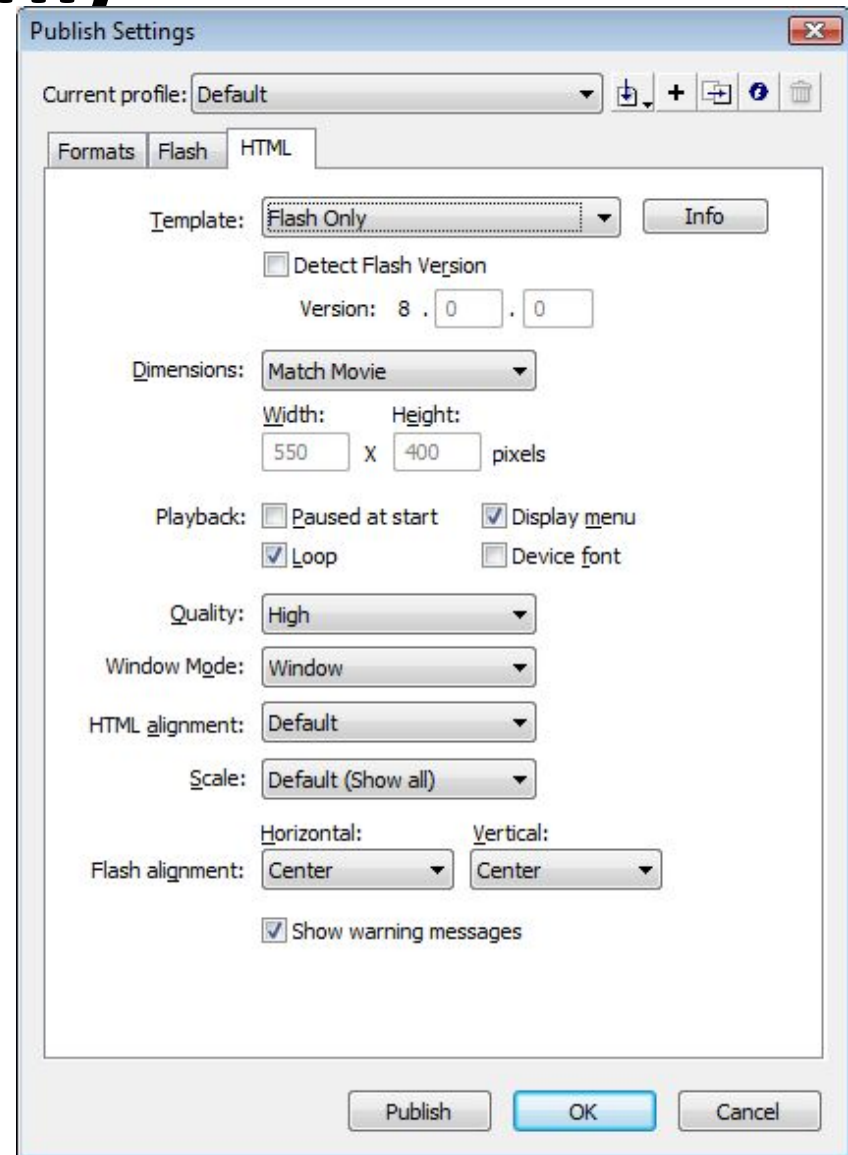 Publish Settings
Current profile: Default
Formats Flash HTML
Template: Flash Only Info
Detect Flash Version
Version: 8 . 0 . 0
Dimensions: Match Movie
Width: Height:
550 X 400 pixels
Playback: Paused at start Display menu
Loop Device font
Quality: High
Window Mode: Window
HTML alignment: Default
Scale: Default (Show all)
Horizontal: Vertical:
Flash alignment: Center Center
Show warning messages
Publish OK Cancel